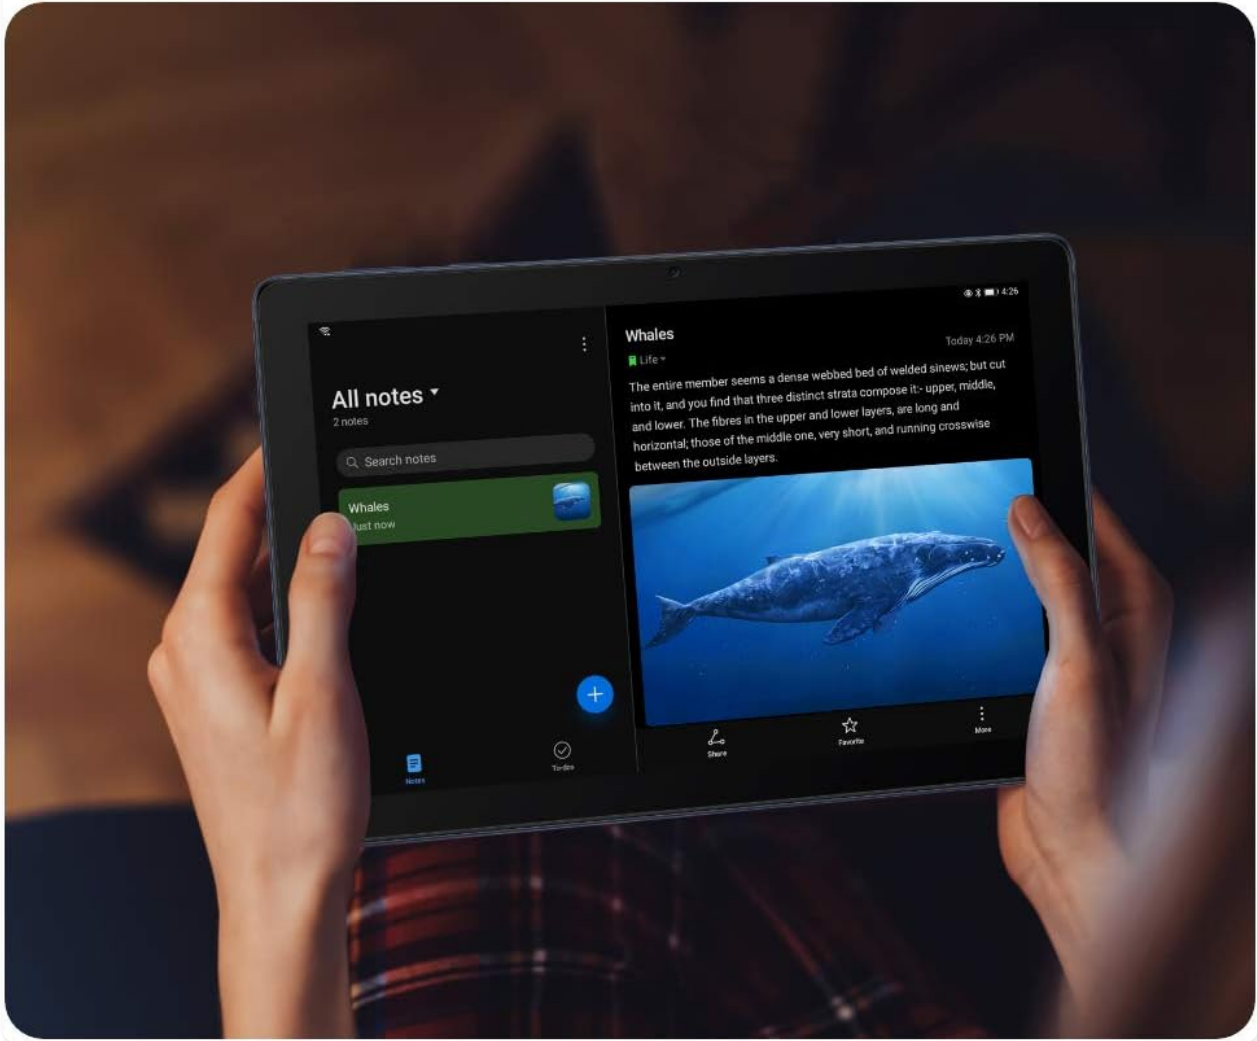 4:26
All notes
2 notes
Search notes
Whales
Just now
Notes
To-dos
Whales
Life
Today 4:26 PM
The entire member seems a dense webbed bed of welded sinews; but cut
into it, and you find that three distinct strata compose it:- upper, middle,
and lower. The fibres in the upper and lower layers, are long and
horizontal; those of the middle one, very short, and running crosswise
between the outside layers.
Share
Favorite
More